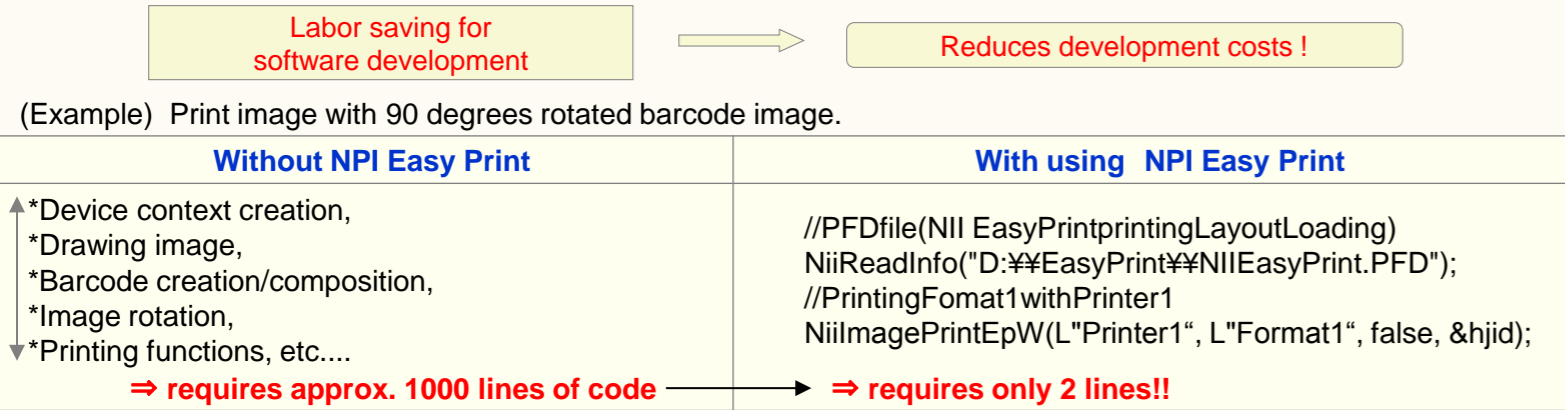 Labor saving for
software development
Reduces development costs !
(Example) Print image with 90 degrees rotated barcode image.
Without NPI Easy Print
With using NPI Easy Print
*Device context creation,
*Drawing image,
*Barcode creation/composition,
*Image rotation,
*Printing functions, etc....
⇒ requires approx. 1000 lines of code
//PFDfile(NII EasyPrintprintingLayoutLoading)
NiiReadInfo("D:¥¥EasyPrint¥¥NIIEasyPrint.PFD");
//PrintingFomat1withPrinter1
NiiImagePrintEpW(L"Printer1“, L"Format1“, false, &hjid);
⇒ requires only 2 lines!!